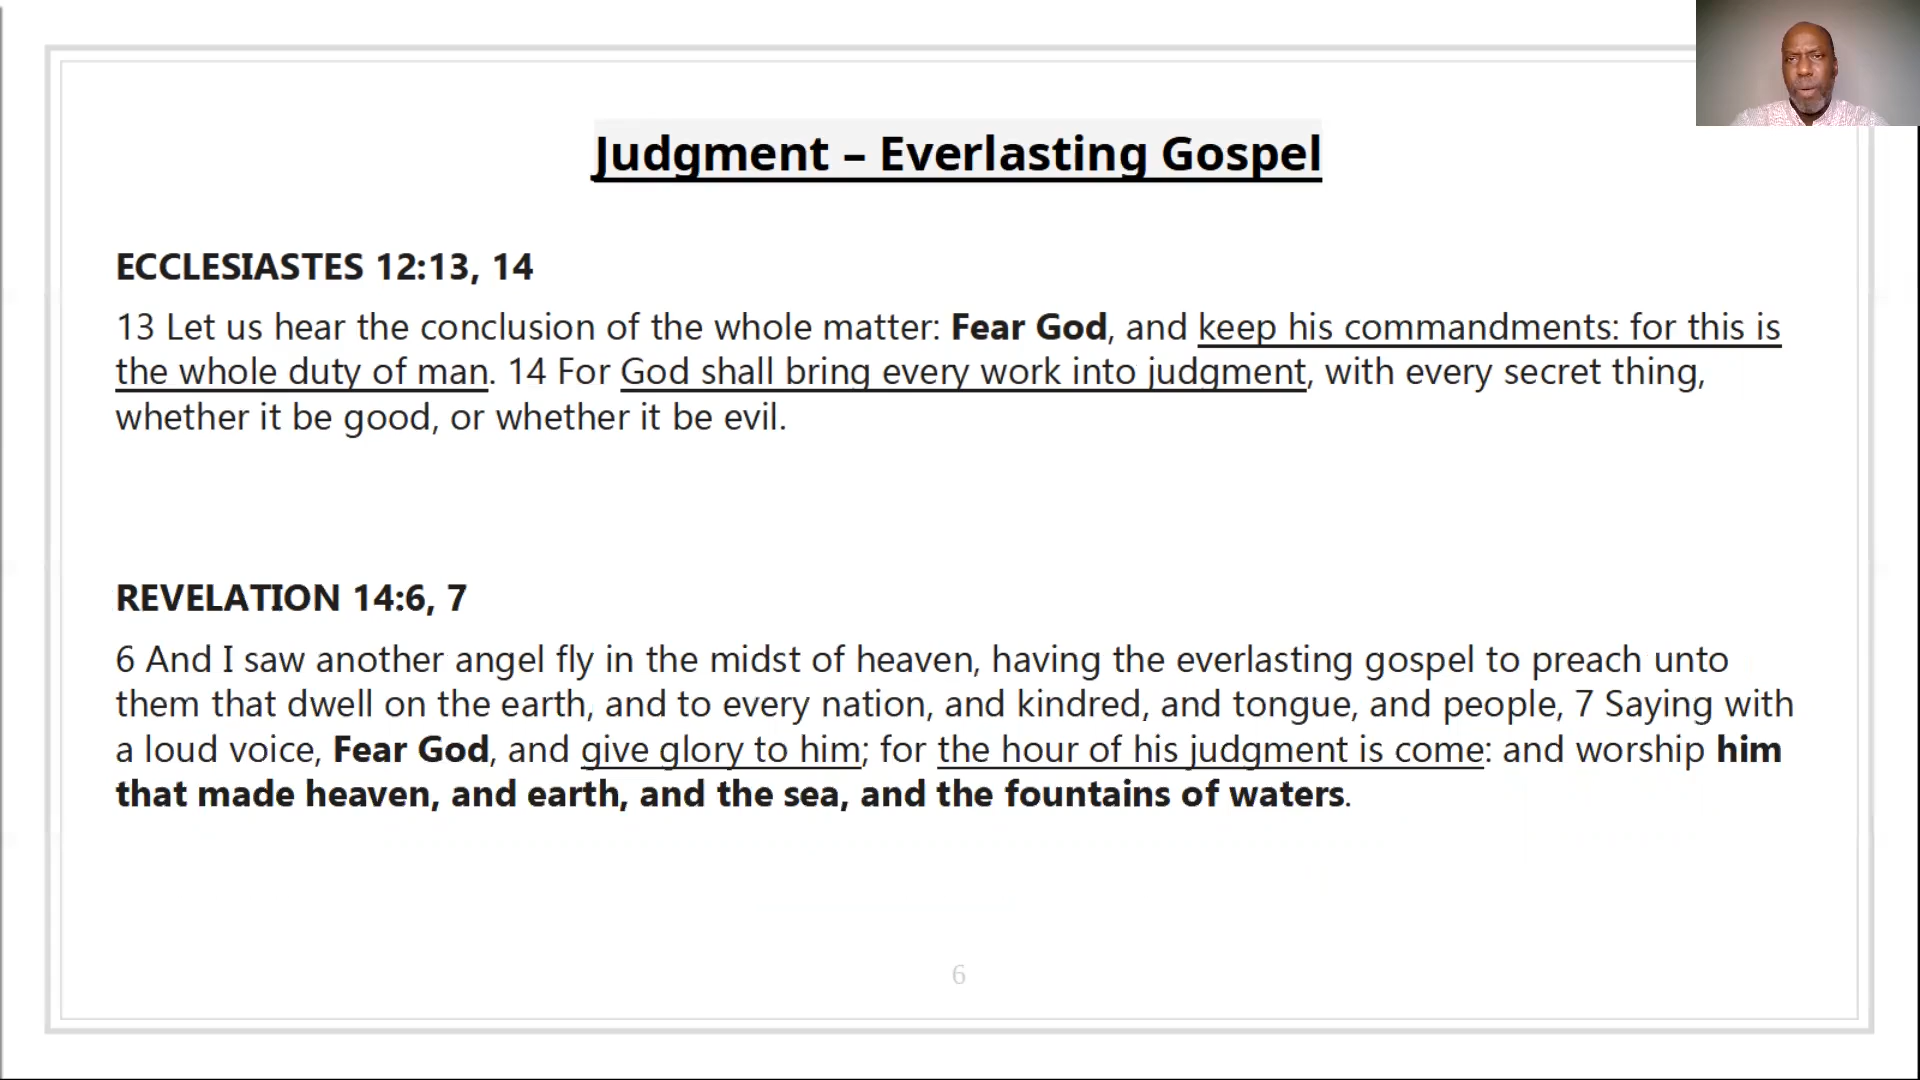 Judgment – Everlasting Gospel
ECCLESIASTES 12:13, 14
13 Let us hear the conclusion of the whole matter: Fear God, and keep his commandments: for this is
the whole duty of man. 14 For God shall bring every work into judgment, with every secret thing,
whether it be good, or whether it be evil.
REVELATION 14:6, 7
6 And I saw another angel fly in the midst of heaven, having the everlasting gospel to preach unto
them that dwell on the earth, and to every nation, and kindred, and tongue, and people, 7 Saying with
a loud voice, Fear God, and give glory to him; for the hour of his judgment is come: and worship him
that made heaven, and earth, and the sea, and the fountains of waters.
6